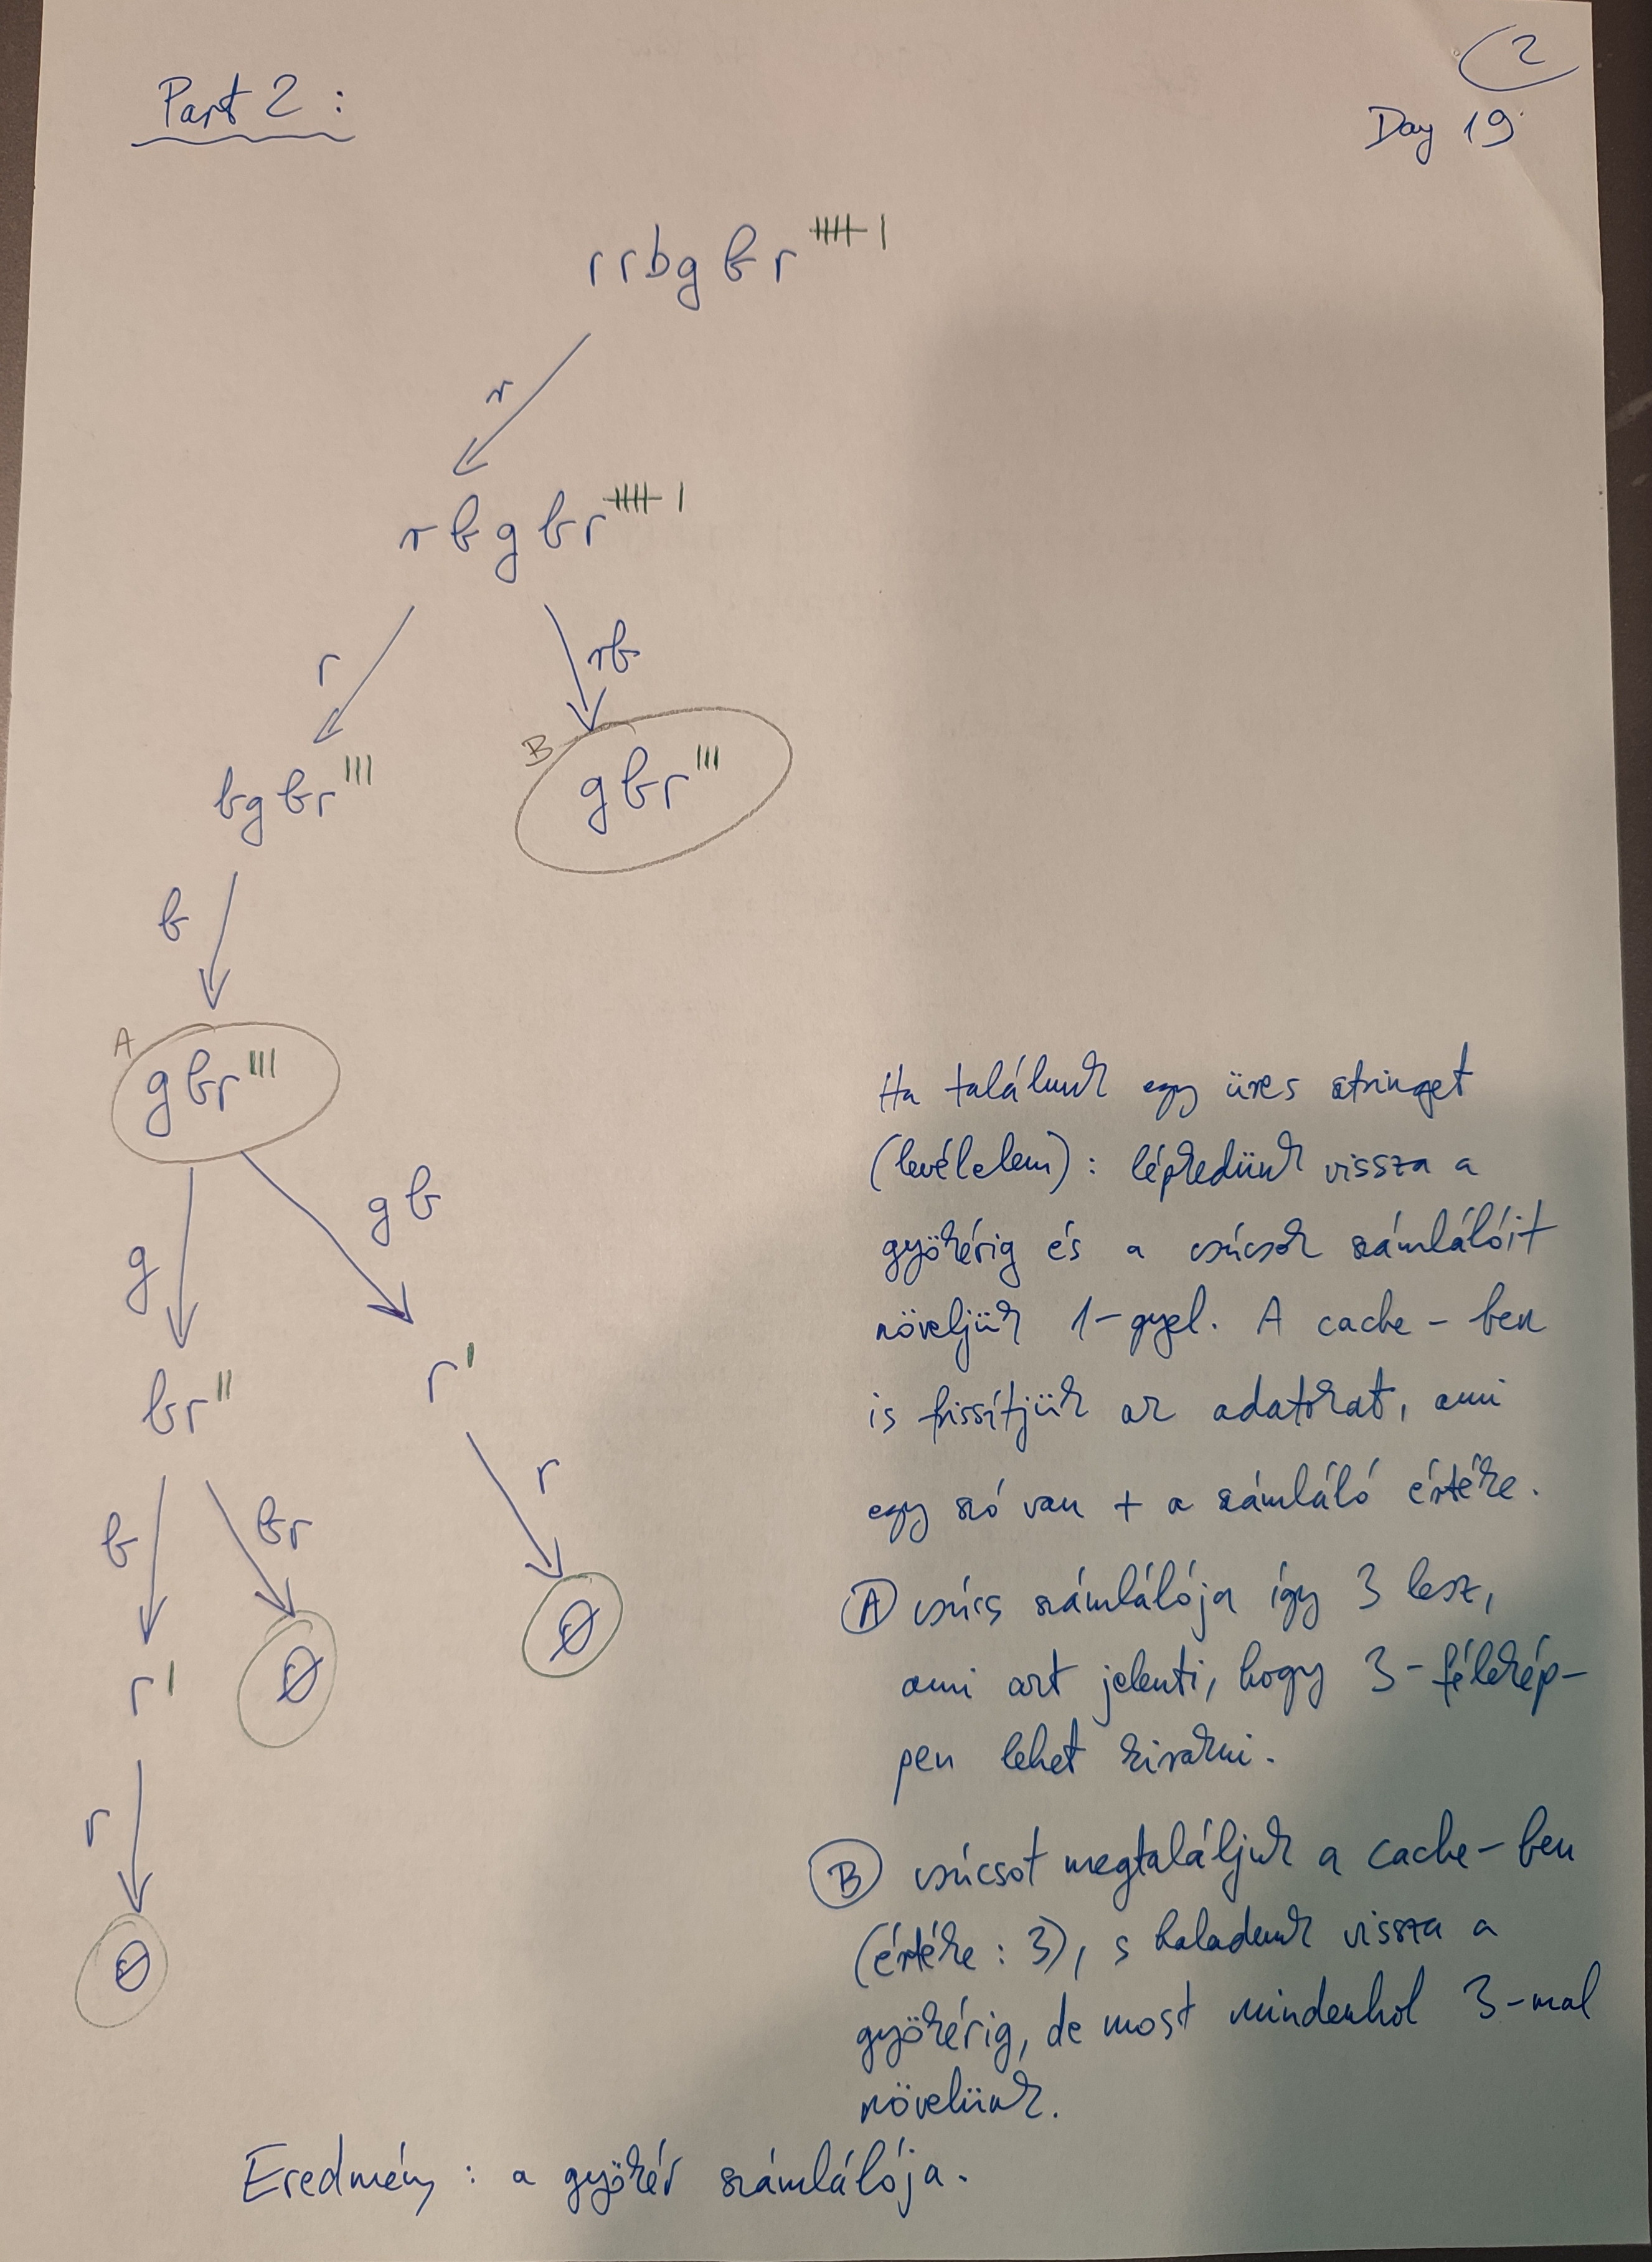 2
Part 2 :
Day 19
rrbgbr 𝍸 |
r
rbgbr 𝍸 |
r rb
bgbr ||| B gbr |||
b
A gbr |||
g gb
br || r |
b br r
r | Ø Ø
r
Ø
Ha találunk egy üres stringet
(levélelem) : lépkedünk vissza a
gyökérig és a csúcsok számlálóit
növeljük 1-gyel. A cache-ben
is frissítjük az adatokat, ami
egy szó van + a számláló értéke.
A csúcs számlálója így 3 lesz,
ami azt jelenti, hogy 3-félekép-
pen lehet kirakni.
B csúcsot megtaláljuk a cache-ben
(értéke : 3), s haladunk vissza a
gyökérig, de most mindenhol 3-mal
növelünk.
Eredmény : a gyökér számlálója.